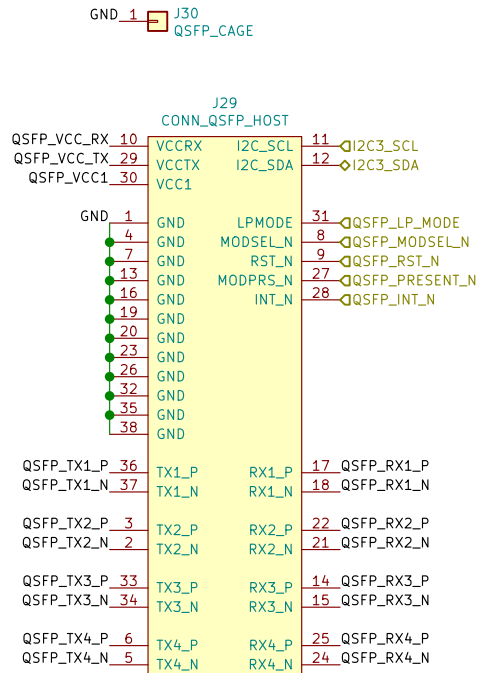 GND 1 J30
QSFP_CAGE
J29
CONN_QSFP_HOST
QSFP_VCC_RX 10 VCCRX I2C_SCL 11 I2C3_SCL
QSFP_VCC_TX 29 VCCTX I2C_SDA 12 I2C3_SDA
QSFP_VCC1 30 VCC1
GND 1 GND LPMODE 31 QSFP_LP_MODE
4 GND MODSEL_N 8 QSFP_MODSEL_N
7 GND RST_N 9 QSFP_RST_N
13 GND MODPRS_N 27 QSFP_PRESENT_N
16 GND INT_N 28 QSFP_INT_N
19 GND
20 GND
23 GND
26 GND
32 GND
35 GND
38 GND
QSFP_TX1_P 36 TX1_P RX1_P 17 QSFP_RX1_P
QSFP_TX1_N 37 TX1_N RX1_N 18 QSFP_RX1_N
QSFP_TX2_P 3 TX2_P RX2_P 22 QSFP_RX2_P
QSFP_TX2_N 2 TX2_N RX2_N 21 QSFP_RX2_N
QSFP_TX3_P 33 TX3_P RX3_P 14 QSFP_RX3_P
QSFP_TX3_N 34 TX3_N RX3_N 15 QSFP_RX3_N
QSFP_TX4_P 6 TX4_P RX4_P 25 QSFP_RX4_P
QSFP_TX4_N 5 TX4_N RX4_N 24 QSFP_RX4_N